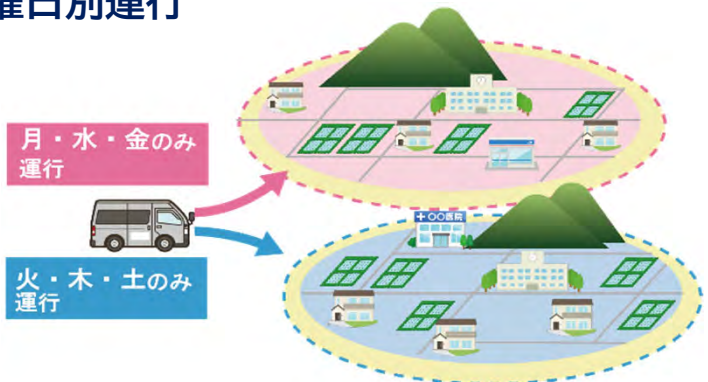 曜日別運行
月・水・金のみ
運行
+〇〇医院
火・木・土のみ
運行